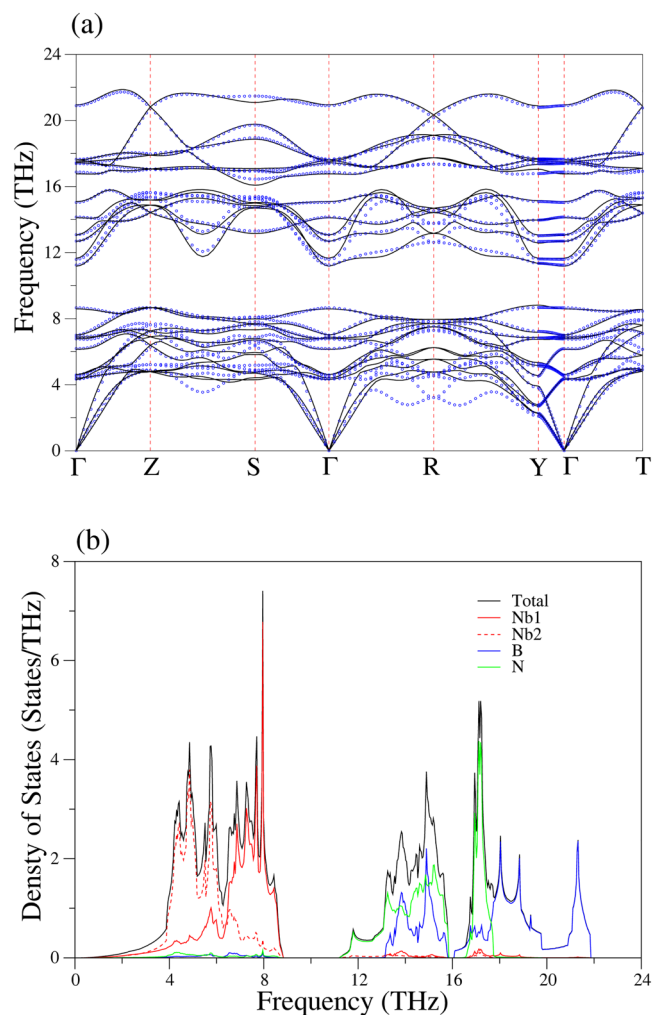 (a)
24
20
16
12
8
4
0
Frequency (THz)
Γ Z S Γ R Y Γ T
(b)
8
6
4
2
0
Densty of States (States/THz)
Total
Nb1
Nb2
B
N
0 4 8 12 16 20 24
Frequency (THz)